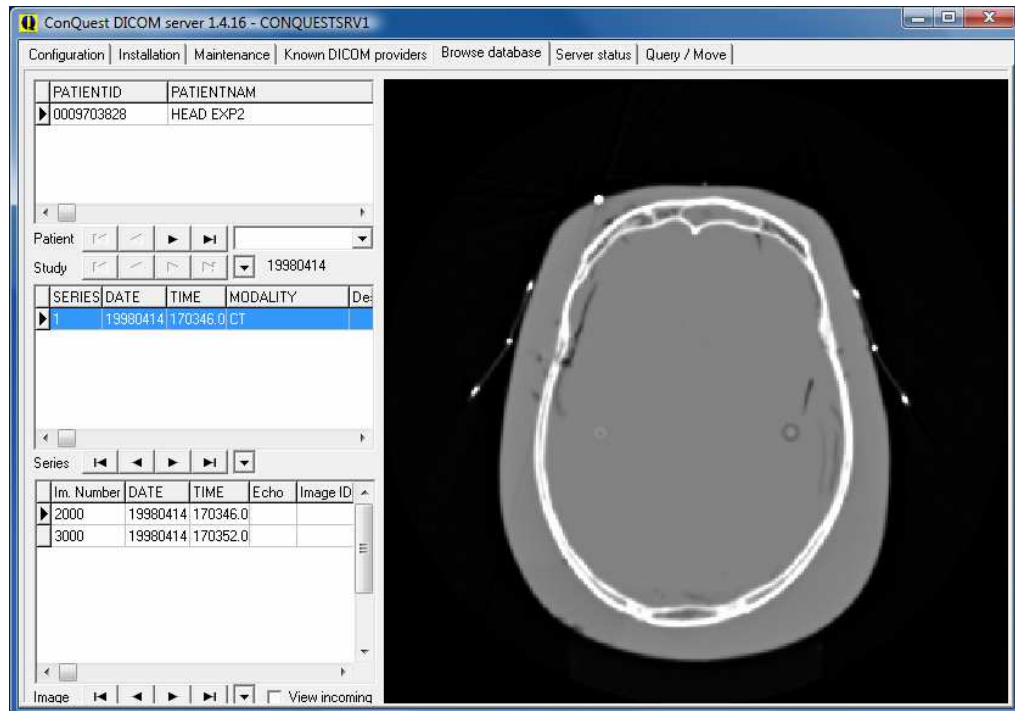 ConQuest DICOM server 1.4.16 - CONQUESTSRV1
Configuration Installation Maintenance Known DICOM providers Browse database Server status Query / Move
PATIENTID PATIENTNAM
0009703828 HEAD EXP2
Patient
Study 19980414
SERIES DATE TIME MODALITY De:
1 19980414 170346.0 CT
Series
Im. Number DATE TIME Echo Image ID
2000 19980414 170346.0
3000 19980414 170352.0
Image View incoming